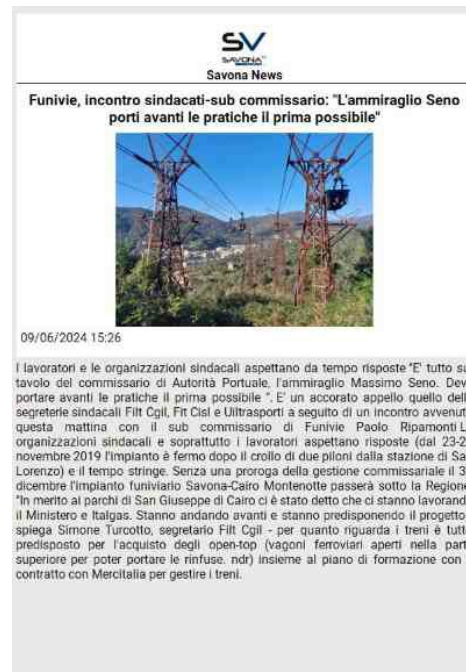 SV
SAVONA
Savona News
Funivie, incontro sindacati-sub commissario: "L'ammiraglio Seno
porti avanti le pratiche il prima possibile"
09/06/2024 15:26
I lavoratori e le organizzazioni sindacali aspettano da tempo risposte "E' tutto su
tavolo del commissario di Autorità Portuale, l'ammiraglio Massimo Seno. Dev
portare avanti le pratiche il prima possibile ". E' un accorato appello quello dell
segreterie sindacali Filt Cgil, Fit Cisl e Uiltrasporti a seguito di un incontro avvenut
questa mattina con il sub commissario di Funivie Paolo Ripamonti L
organizzazioni sindacali e soprattutto i lavoratori aspettano risposte (dal 23-2
novembre 2019 l'impianto è fermo dopo il crollo di due piloni dalla stazione di Sa
Lorenzo) e il tempo stringe. Senza una proroga della gestione commissariale il 3
dicembre l'impianto funiviario Savona-Cairo Montenotte passerà sotto la Regione
"In merito ai parchi di San Giuseppe di Cairo ci è stato detto che ci stanno lavorand
il Ministero e Italgas. Stanno andando avanti e stanno predisponendo il progetto
spiega Simone Turcotto, segretario Filt Cgil - per quanto riguarda i treni è tutt
predisposto per l'acquisto degli open-top (vagoni ferroviari aperti nella part
superiore per poter portare le rinfuse. ndr) insieme al piano di formazione con
contratto con Mercitalia per gestire i treni.